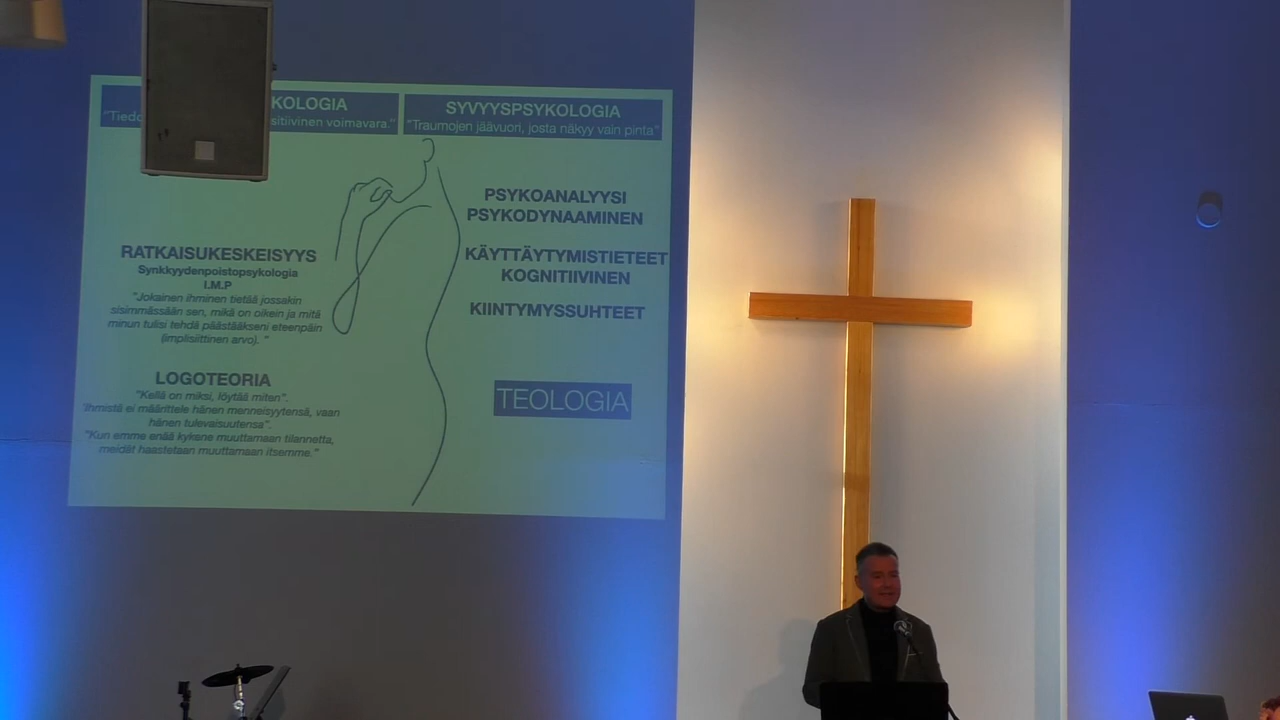 KOLOGIA
"Tiedo sitiivinen voimavara."
SYVYYSPSYKOLOGIA
"Traumojen jäävuori, josta näkyy vain pinta"
RATKAISUKESKEISYYS
Synkkyydenpoistopsykologia
I.M.P
"Jokainen ihminen tietää jossakin
sisimmässään sen, mikä on oikein ja mitä
minun tulisi tehdä päästääkseni eteenpäin
(implisiittinen arvo). "
LOGOTEORIA
"Kellä on miksi, löytää miten".
"Ihmistä ei määrittele hänen menneisyytensä, vaan
hänen tulevaisuutensa".
"Kun emme enää kykene muuttamaan tilannetta,
meidät haastetaan muuttamaan itsemme."
PSYKOANALYYSI
PSYKODYNAAMINEN
KÄYTTÄYTYMISTIETEET
KOGNITIIVINEN
KIINTYMYSSUHTEET
TEOLOGIA